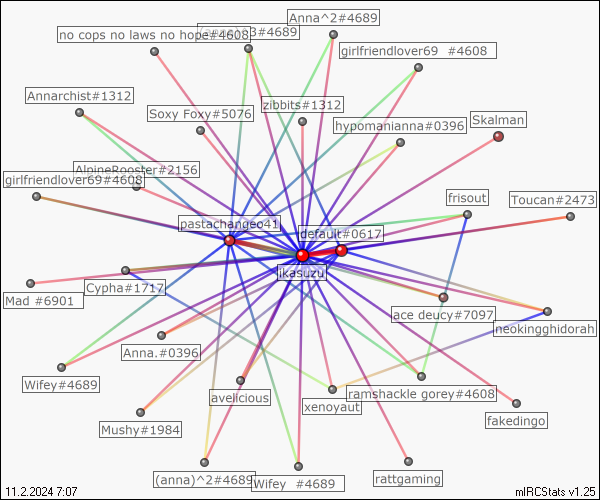 Anna^2#4689
no cops no laws no hope#4608
3#4689
girlfriendlover69 #4608
Annarchist#1312
zibbits#1312
Soxy Foxy#5076
Skalman
hypomanianna#0396
AlpineRooster#2156
girlfriendlover69#4608
frisout
Toucan#2473
pastachangeo41
default#0617
ikasuzu
Cypha#1717
Mad #6901
ace deucy#7097
neokingghidorah
Anna.#0396
Wifey#4689
avelicious
ramshackle gorey#4608
xenoyaut
fakedingo
Mushy#1984
(anna)^2#4689
Wifey #4689
rattgaming
11.2.2024 7:07
mIRCStats v1.25